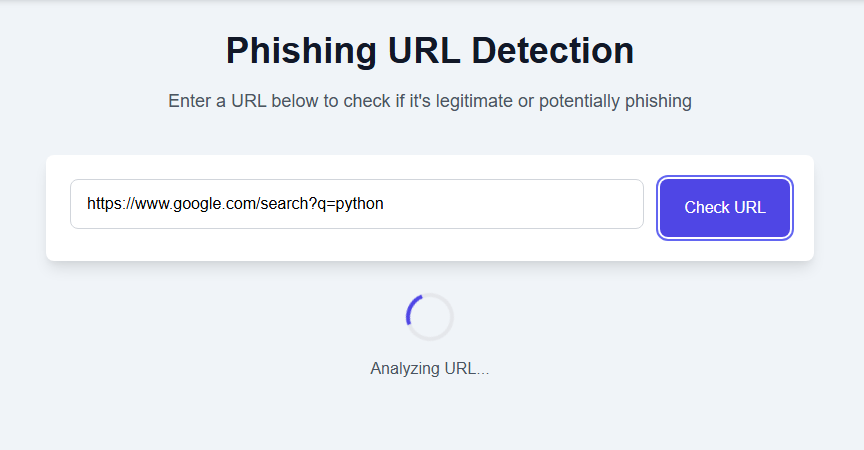 Phishing URL Detection
Enter a URL below to check if it's legitimate or potentially phishing
https://www.google.com/search?q=python
Check URL
Analyzing URL...